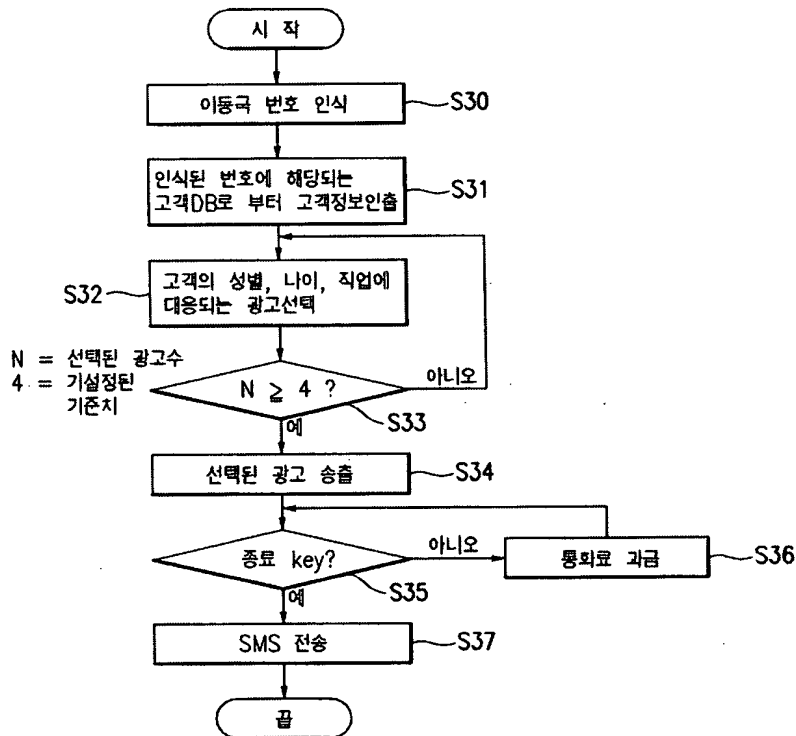 시 작
이동국 번호 인식
S30
인식된 번호에 해당되는
고객DB로 부터 고객정보인출
S31
S32
고객의 성별, 나이, 직업에
대응되는 광고선택
N = 선택된 광고수
4 = 기설정된
기준치
N ≧ 4 ?
아니오
S33
예
선택된 광고 송출
S34
종료 key?
아니오
통화료 과금
S36
S35
예
SMS 전송
S37
끝